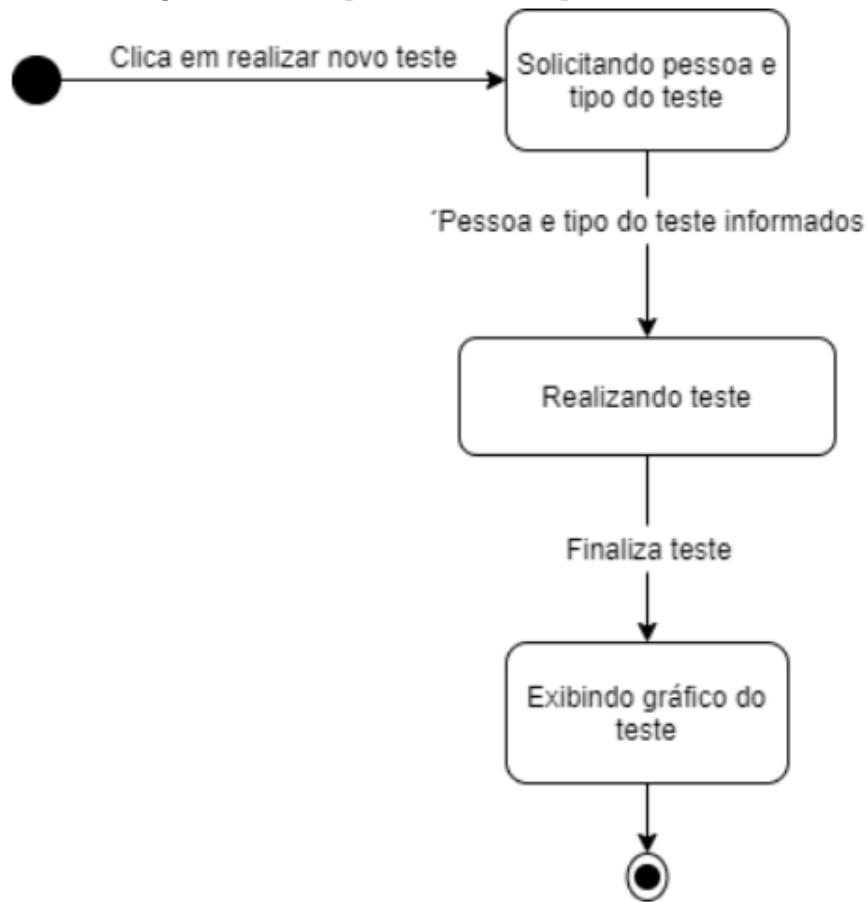 Clica em realizar novo teste
Solicitando pessoa e
tipo do teste
´Pessoa e tipo do teste informados
Realizando teste
Finaliza teste
Exibindo gráfico do
teste